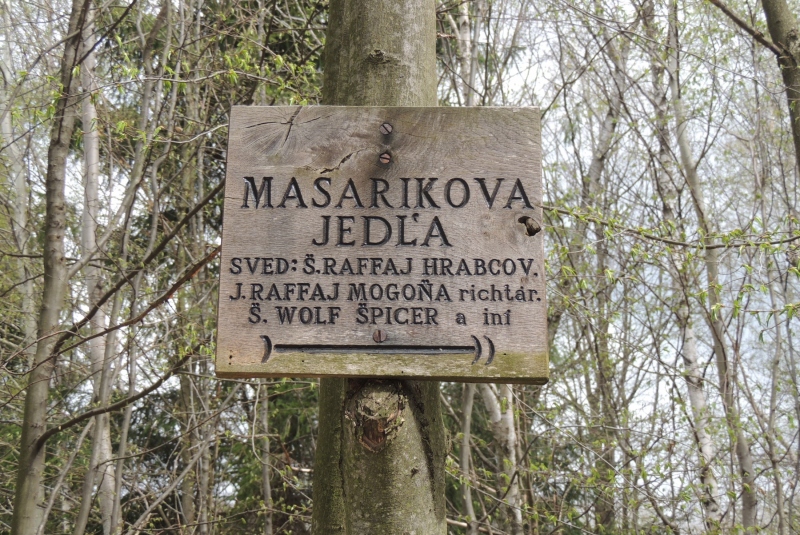 MASARIKOVA
JEDĽA
SVED: Š.RAFFAJ HRABCOV.
J.RAFFAJ MOGOŇA richtár.
Š. WOLF ŠPICER a iní